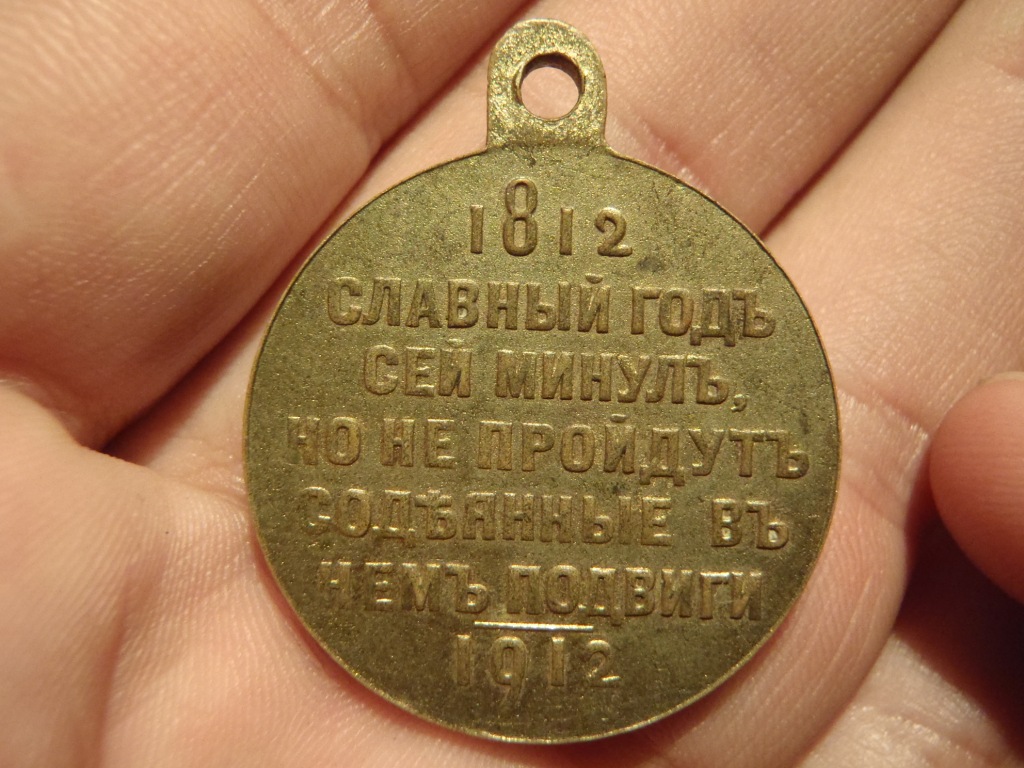 1812
СЛАВНЫЙ ГОДЪ
СЕЙ МИНУЛЪ,
НО НЕ ПРОЙДУТЪ
СОДѢЯННЫЕ ВЪ
НЕМЪ ПОДВИГИ
1912